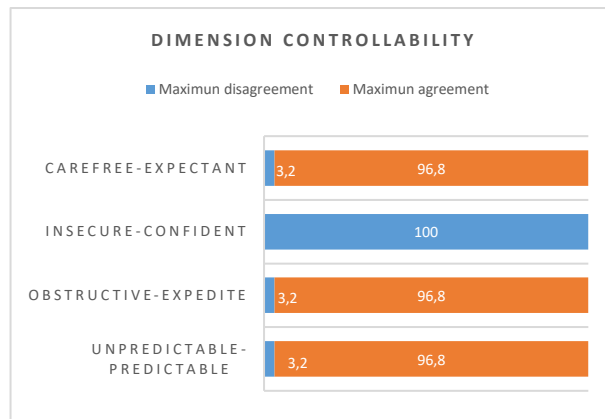 DIMENSION CONTROLLABILITY
Maximun disagreement Maximun agreement
CAREFREE-EXPECTANT 3,2 96,8
INSECURE-CONFIDENT 100
OBSTRUCTIVE-EXPEDITE 3,2 96,8
UNPREDICTABLE-
PREDICTABLE 3,2 96,8